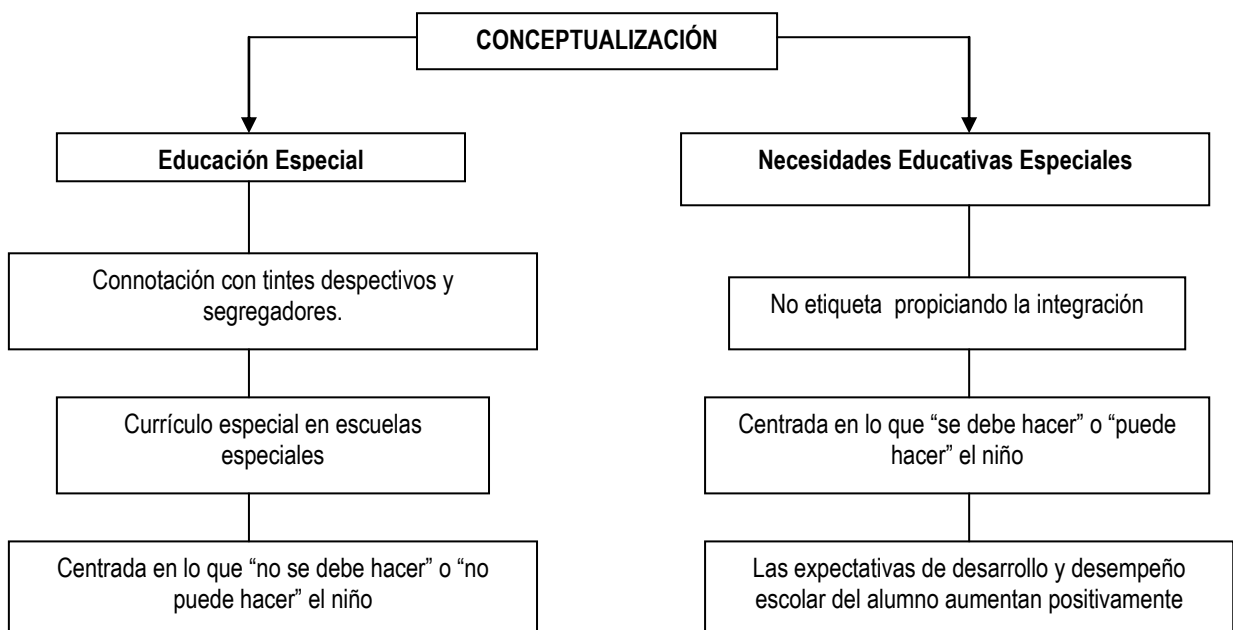 CONCEPTUALIZACIÓN
Educación Especial
Connotación con tintes despectivos y
segregadores.
Currículo especial en escuelas
especiales
Centrada en lo que “no se debe hacer” o “no
puede hacer” el niño
Necesidades Educativas Especiales
No etiqueta  propiciando la integración
Centrada en lo que “se debe hacer” o “puede
hacer” el niño
Las expectativas de desarrollo y desempeño
escolar del alumno aumentan positivamente